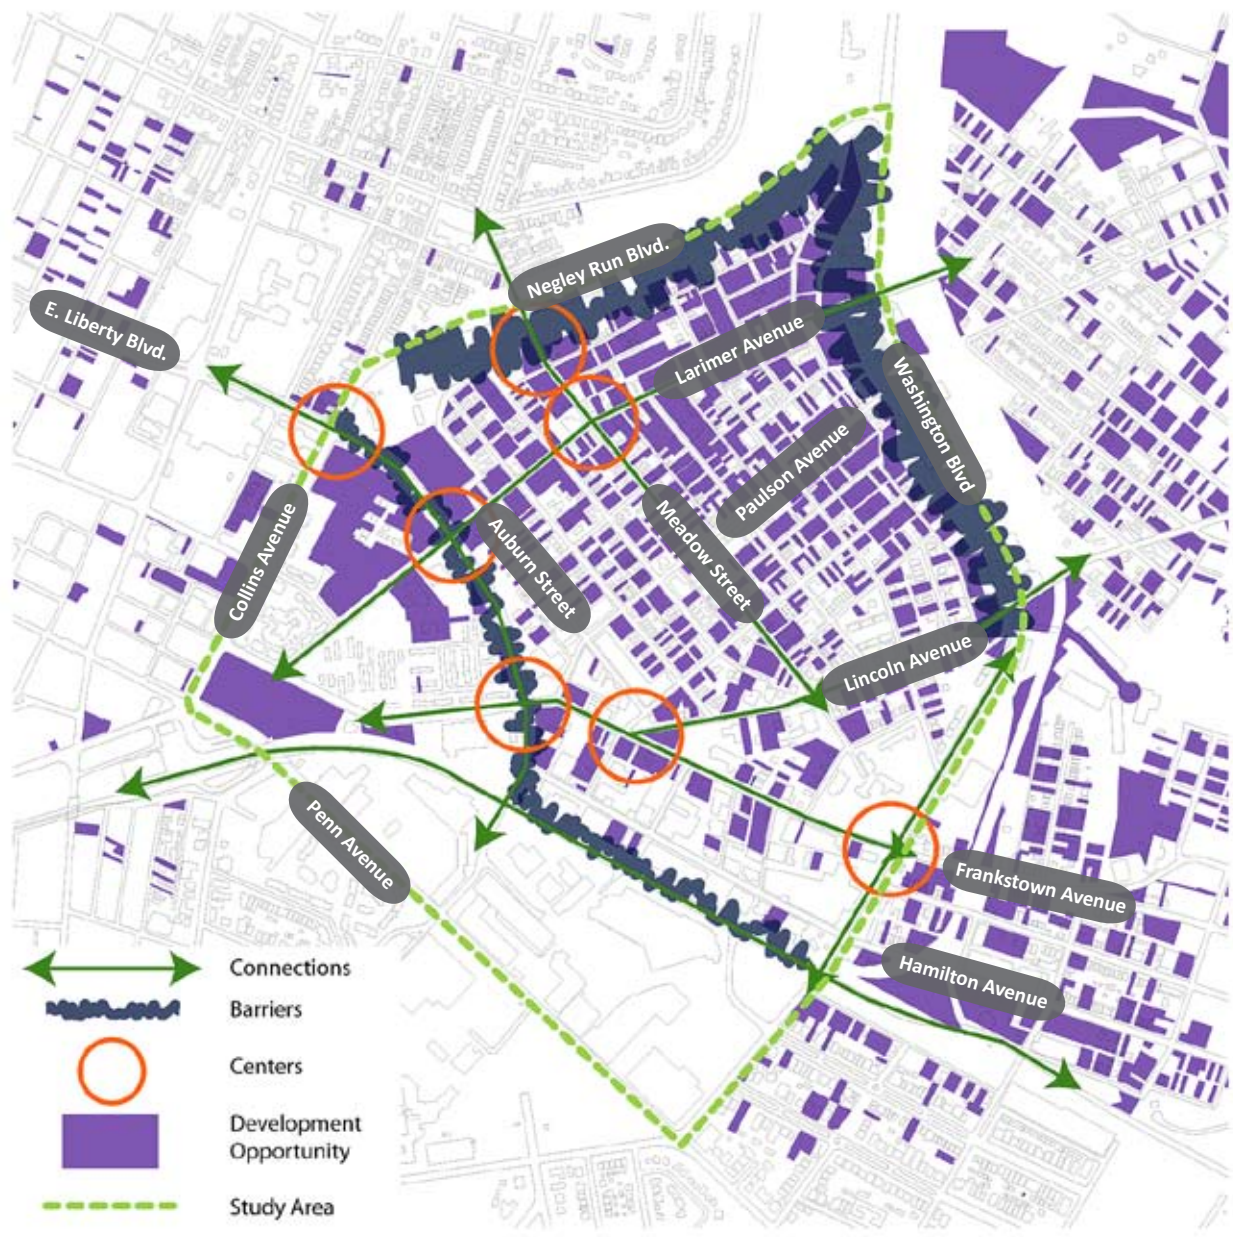 Negley Run Blvd.
E. Liberty Blvd.
Larimer Avenue
Washington Blvd
Paulson Avenue
Collins Avenue
Auburn Street
Meadow Street
Lincoln Avenue
Penn Avenue
Frankstown Avenue
Hamilton Avenue
Connections
Barriers
Centers
Development
Opportunity
Study Area